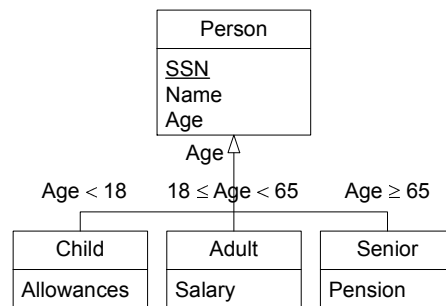 Person
SSN
Name
Age
Age
Age < 18
18 ≤ Age < 65
Age ≥ 65
Child
Adult
Senior
Allowances
Salary
Pension